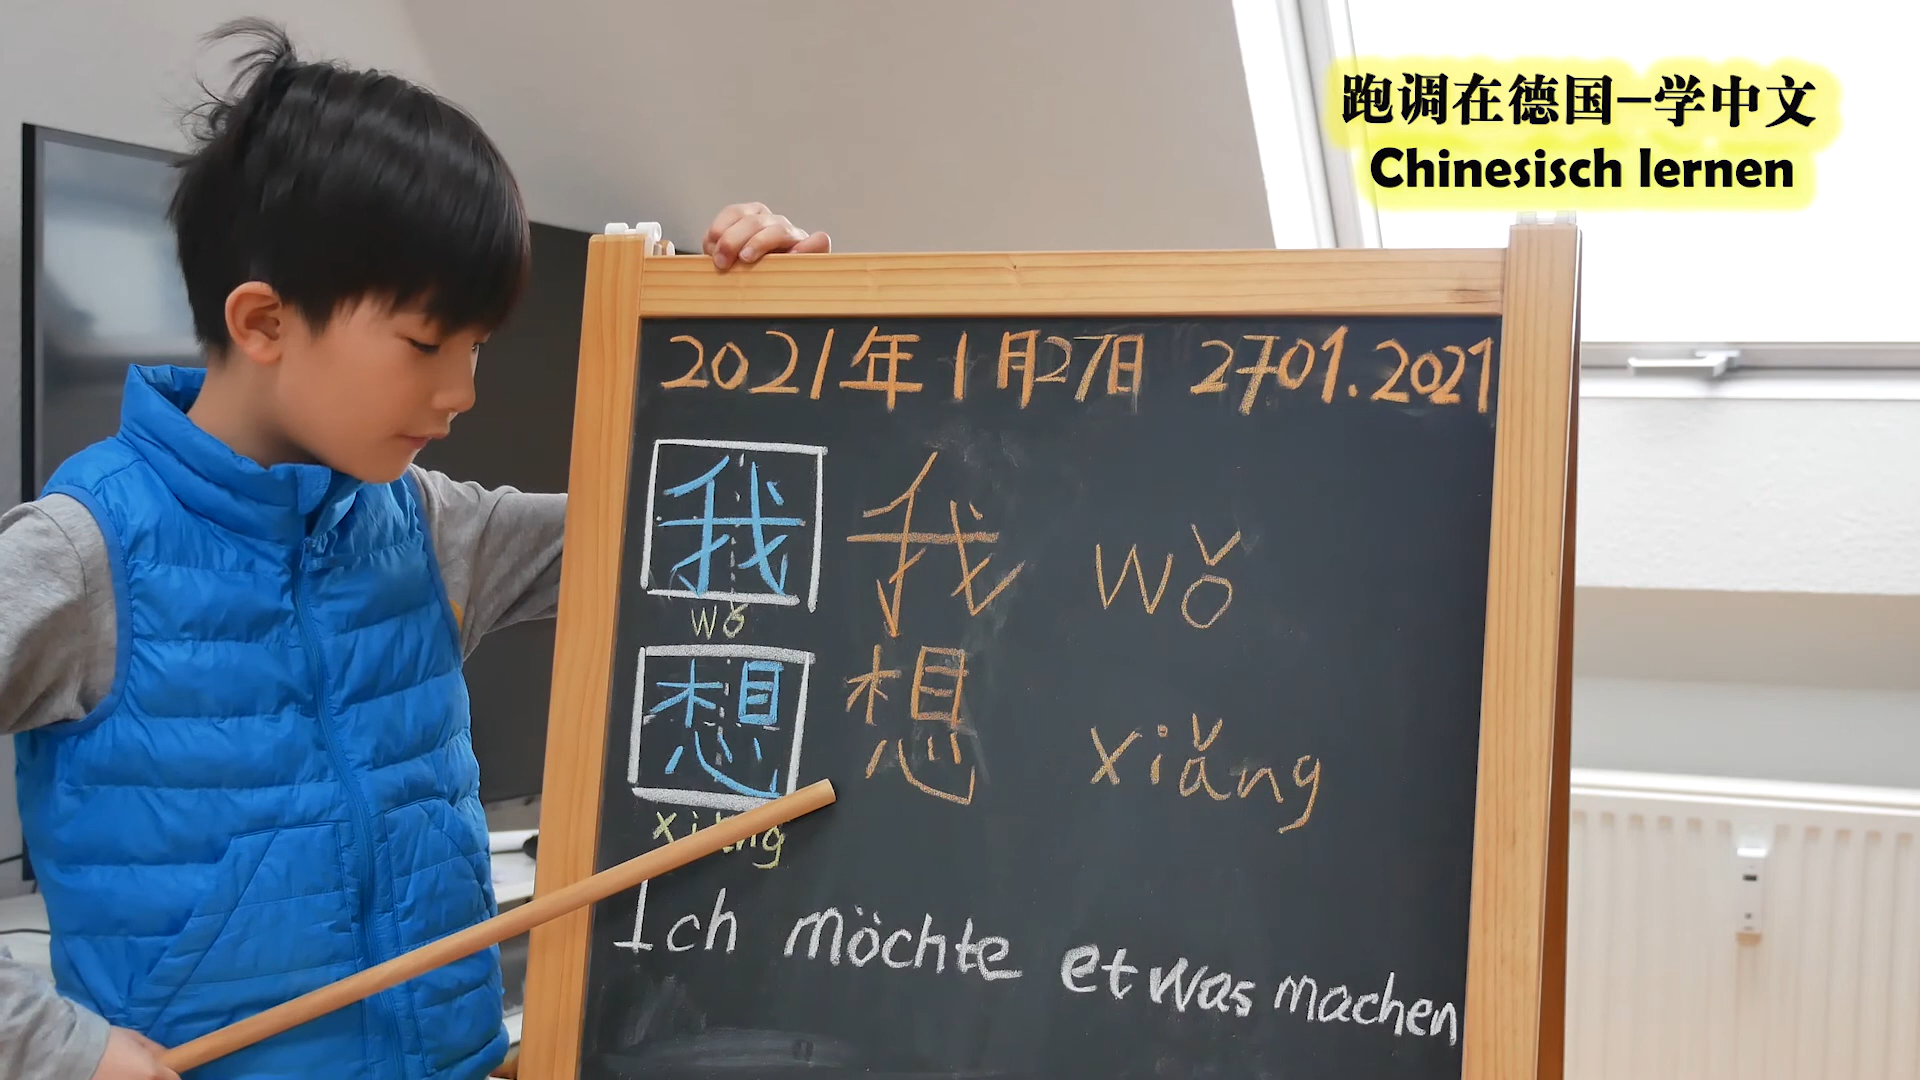 跑调在德国–学中文
Chinesisch lernen
2021年1月27日 27.01.2021
我 我 wǒ
wǒ
想 想 xiǎng
xiǎng
Ich möchte etwas machen